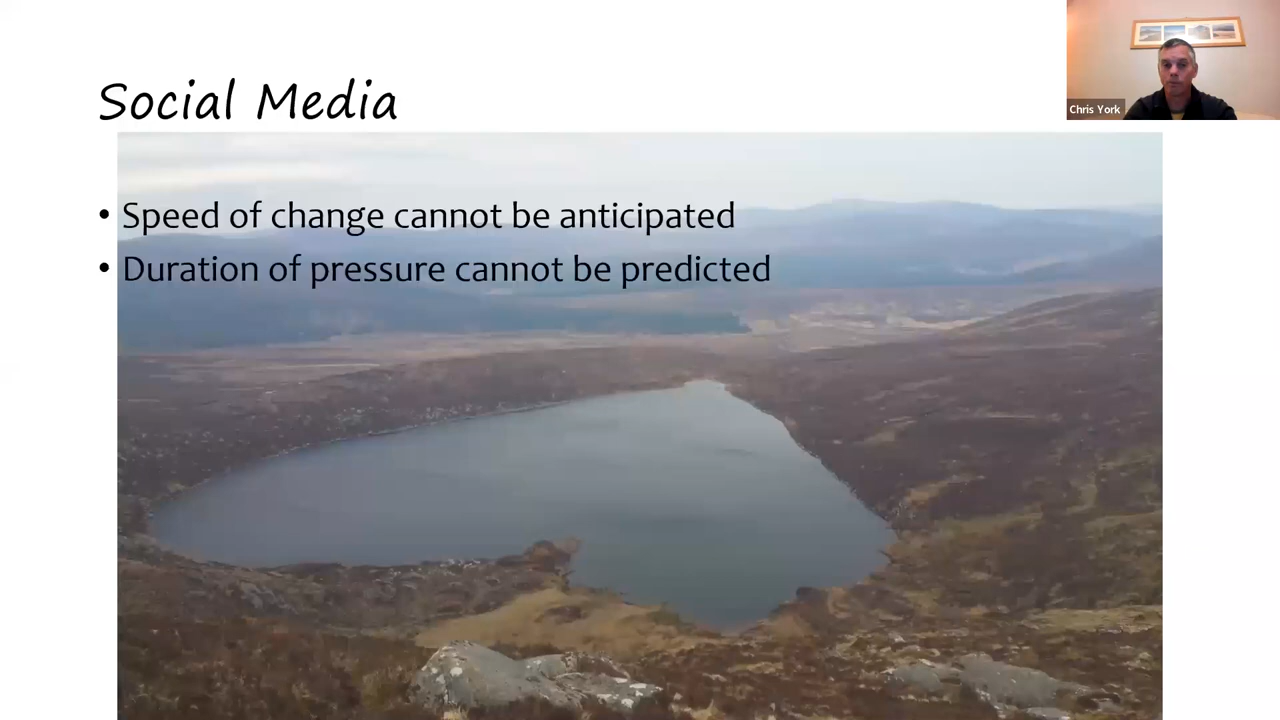 Social Media
Chris York
• Speed of change cannot be anticipated
• Duration of pressure cannot be predicted